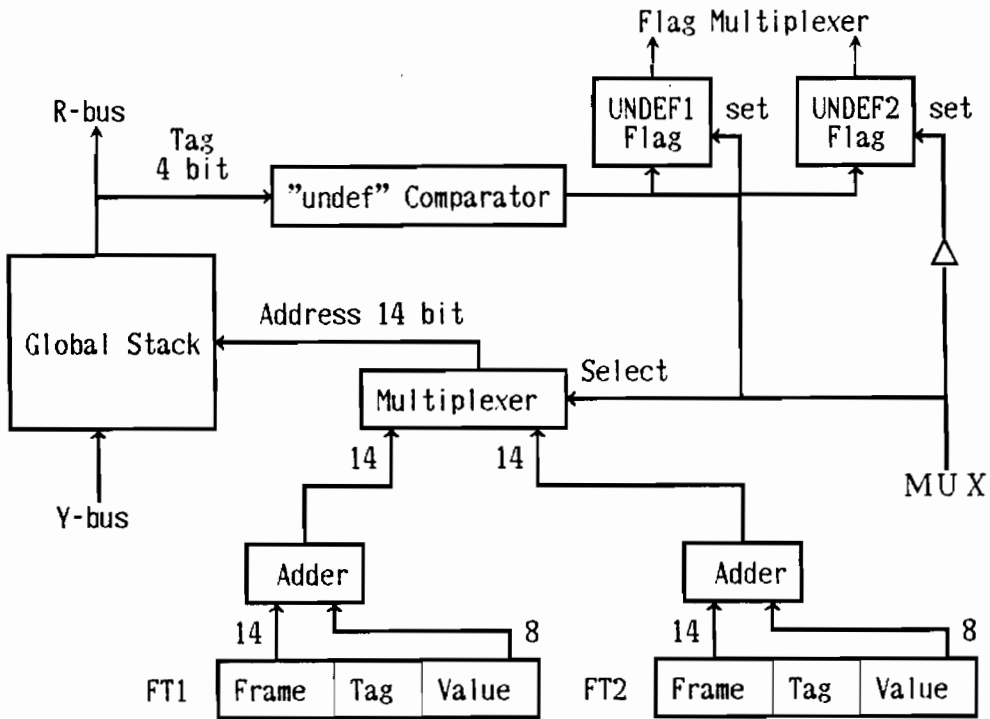 Flag Multiplexer
R-bus
UNDEF1
Flag
set
UNDEF2
Flag
set
Tag
4 bit
"undef" Comparator
Address 14 bit
Global Stack
Multiplexer
Select
14
14
MUX
Y-bus
Adder
Adder
14
8
14
8
FT1
Frame
Tag
Value
FT2
Frame
Tag
Value